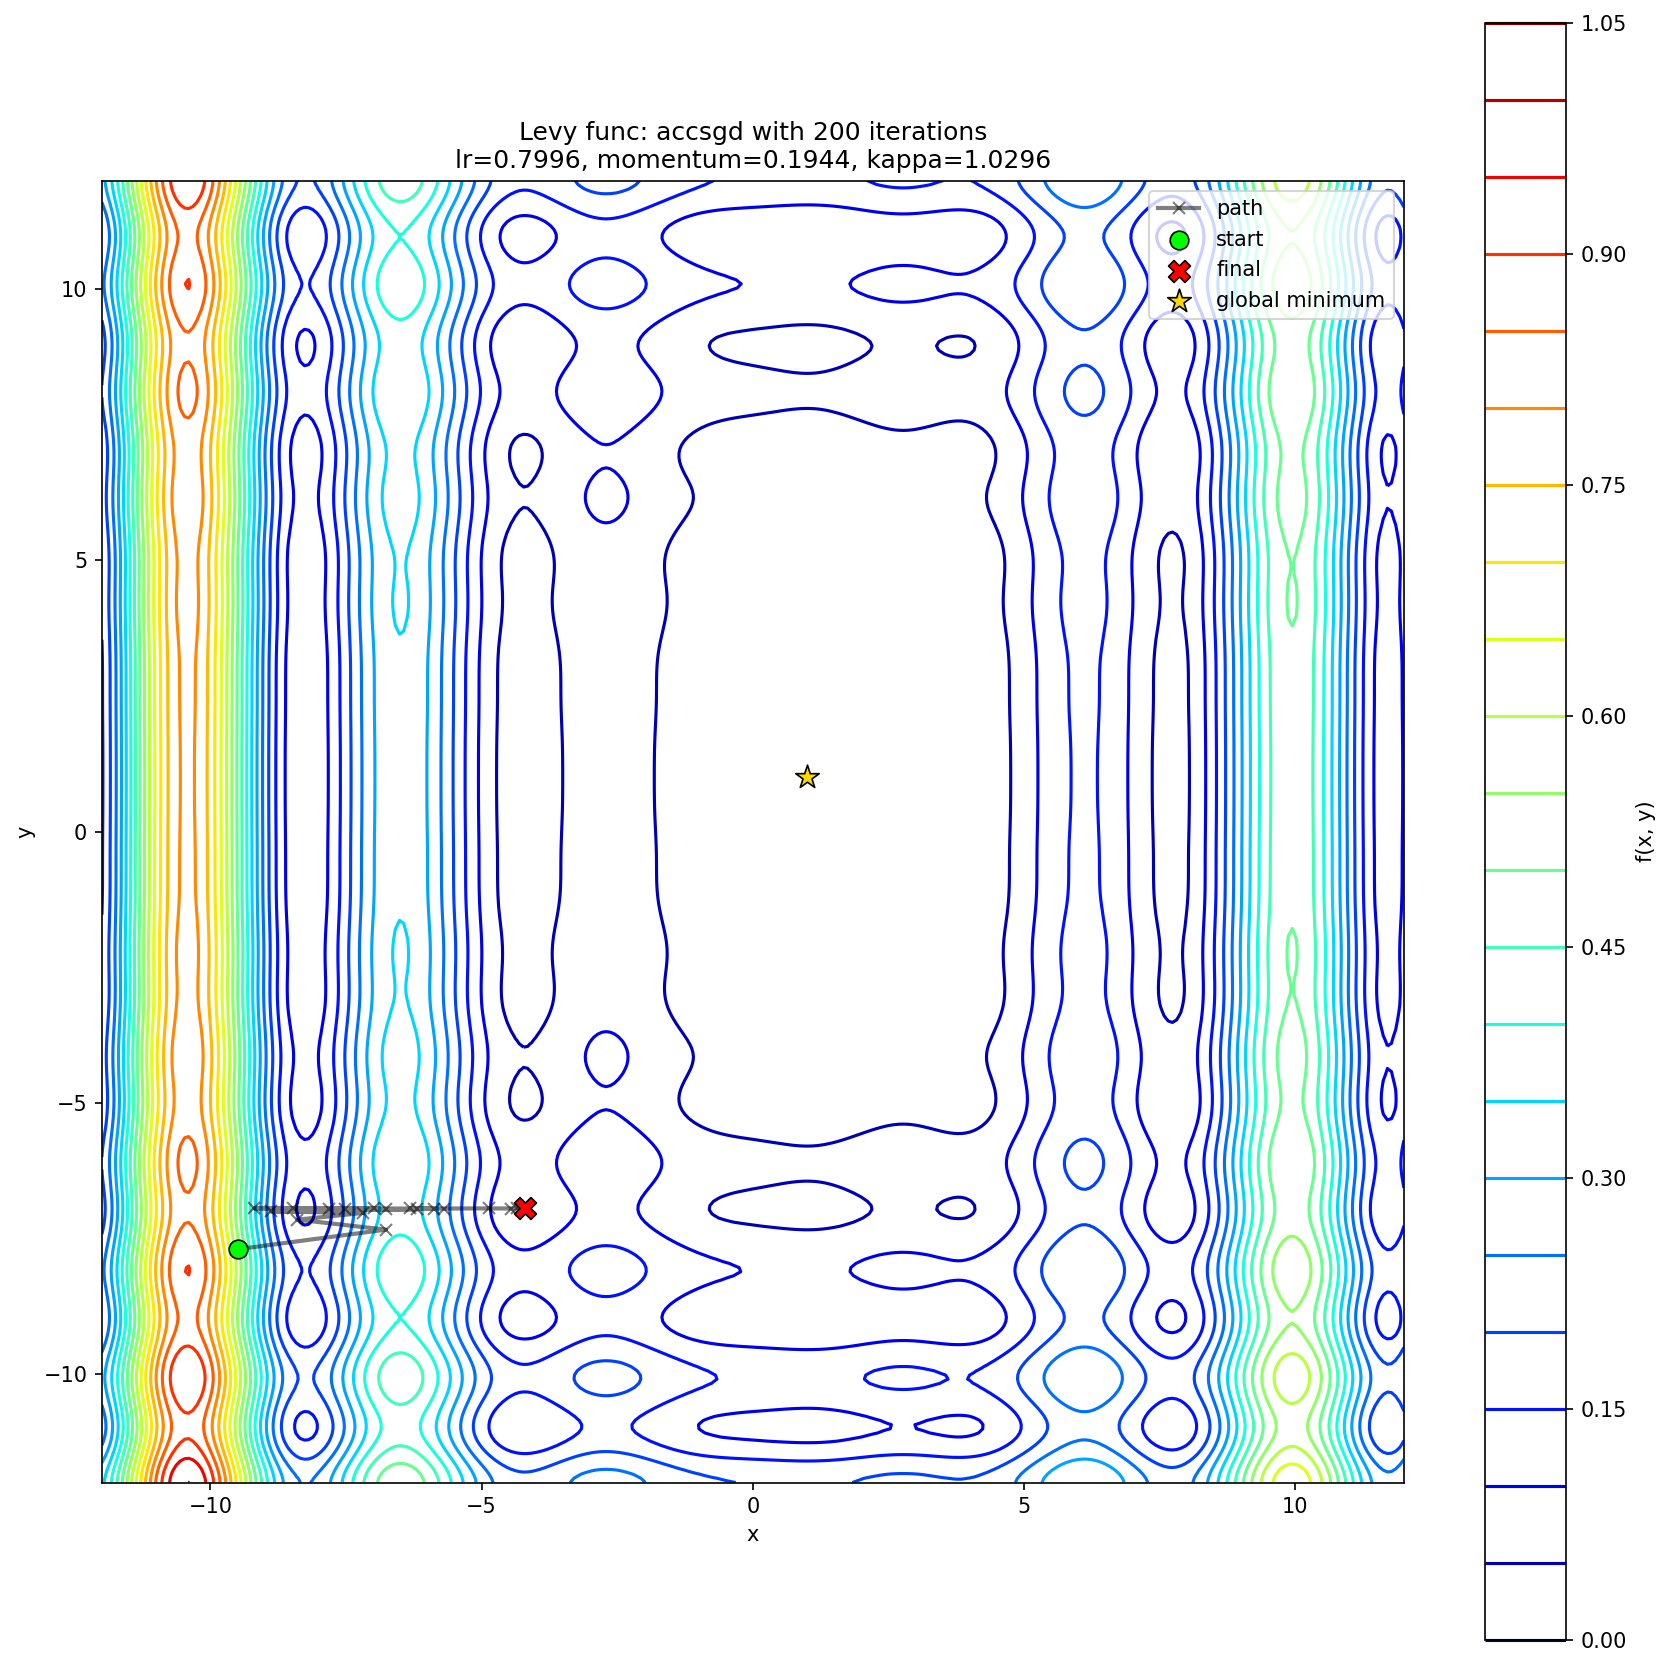 Levy func: accsgd with 200 iterations
lr=0.7996, momentum=0.1944, kappa=1.0296
path
start
final
global minimum
10
5
0
−5
−10
y
−10
−5
0
5
10
x
1.05
0.90
0.75
0.60
0.45
0.30
0.15
0.00
f(x, y)